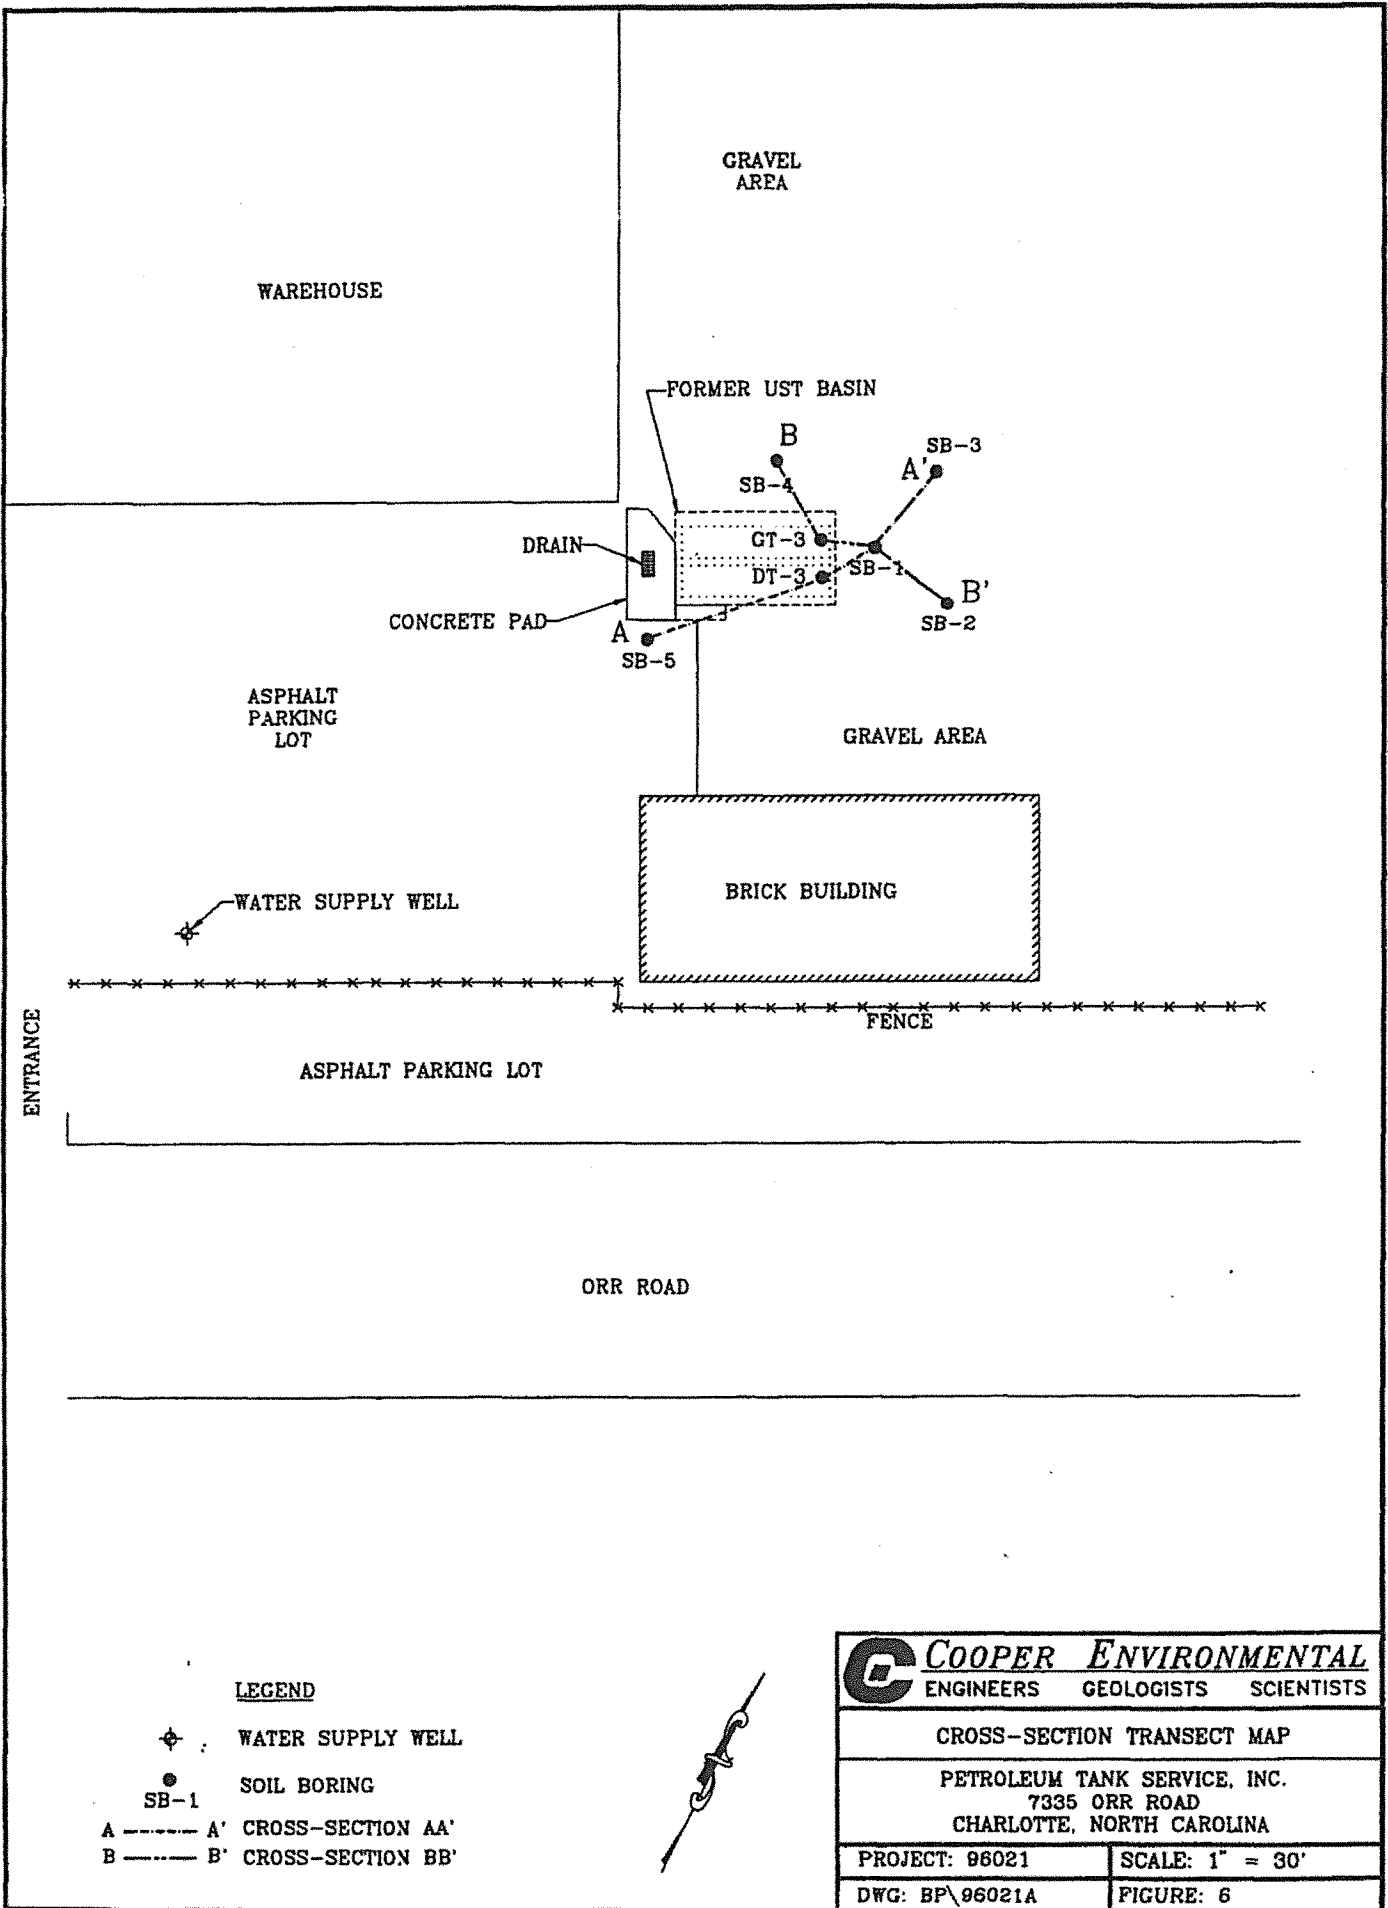 GRAVEL
AREA
WAREHOUSE
FORMER UST BASIN
B
SB-3
A'
SB-4
DRAIN
GT-3
SB-1
DT-3
B'
CONCRETE PAD
SB-2
A
SB-5
ASPHALT
PARKING
LOT
GRAVEL AREA
BRICK BUILDING
WATER SUPPLY WELL
FENCE
ENTRANCE
ASPHALT PARKING LOT
ORR ROAD
LEGEND
WATER SUPPLY WELL
SOIL BORING
SB-1
A A' CROSS-SECTION AA'
B B' CROSS-SECTION BB'
COOPER ENVIRONMENTAL
ENGINEERS GEOLOGISTS SCIENTISTS
CROSS-SECTION TRANSECT MAP
PETROLEUM TANK SERVICE, INC.
7335 ORR ROAD
CHARLOTTE, NORTH CAROLINA
PROJECT: 96021
SCALE: 1" = 30'
DWG: BP\96021A
FIGURE: 6